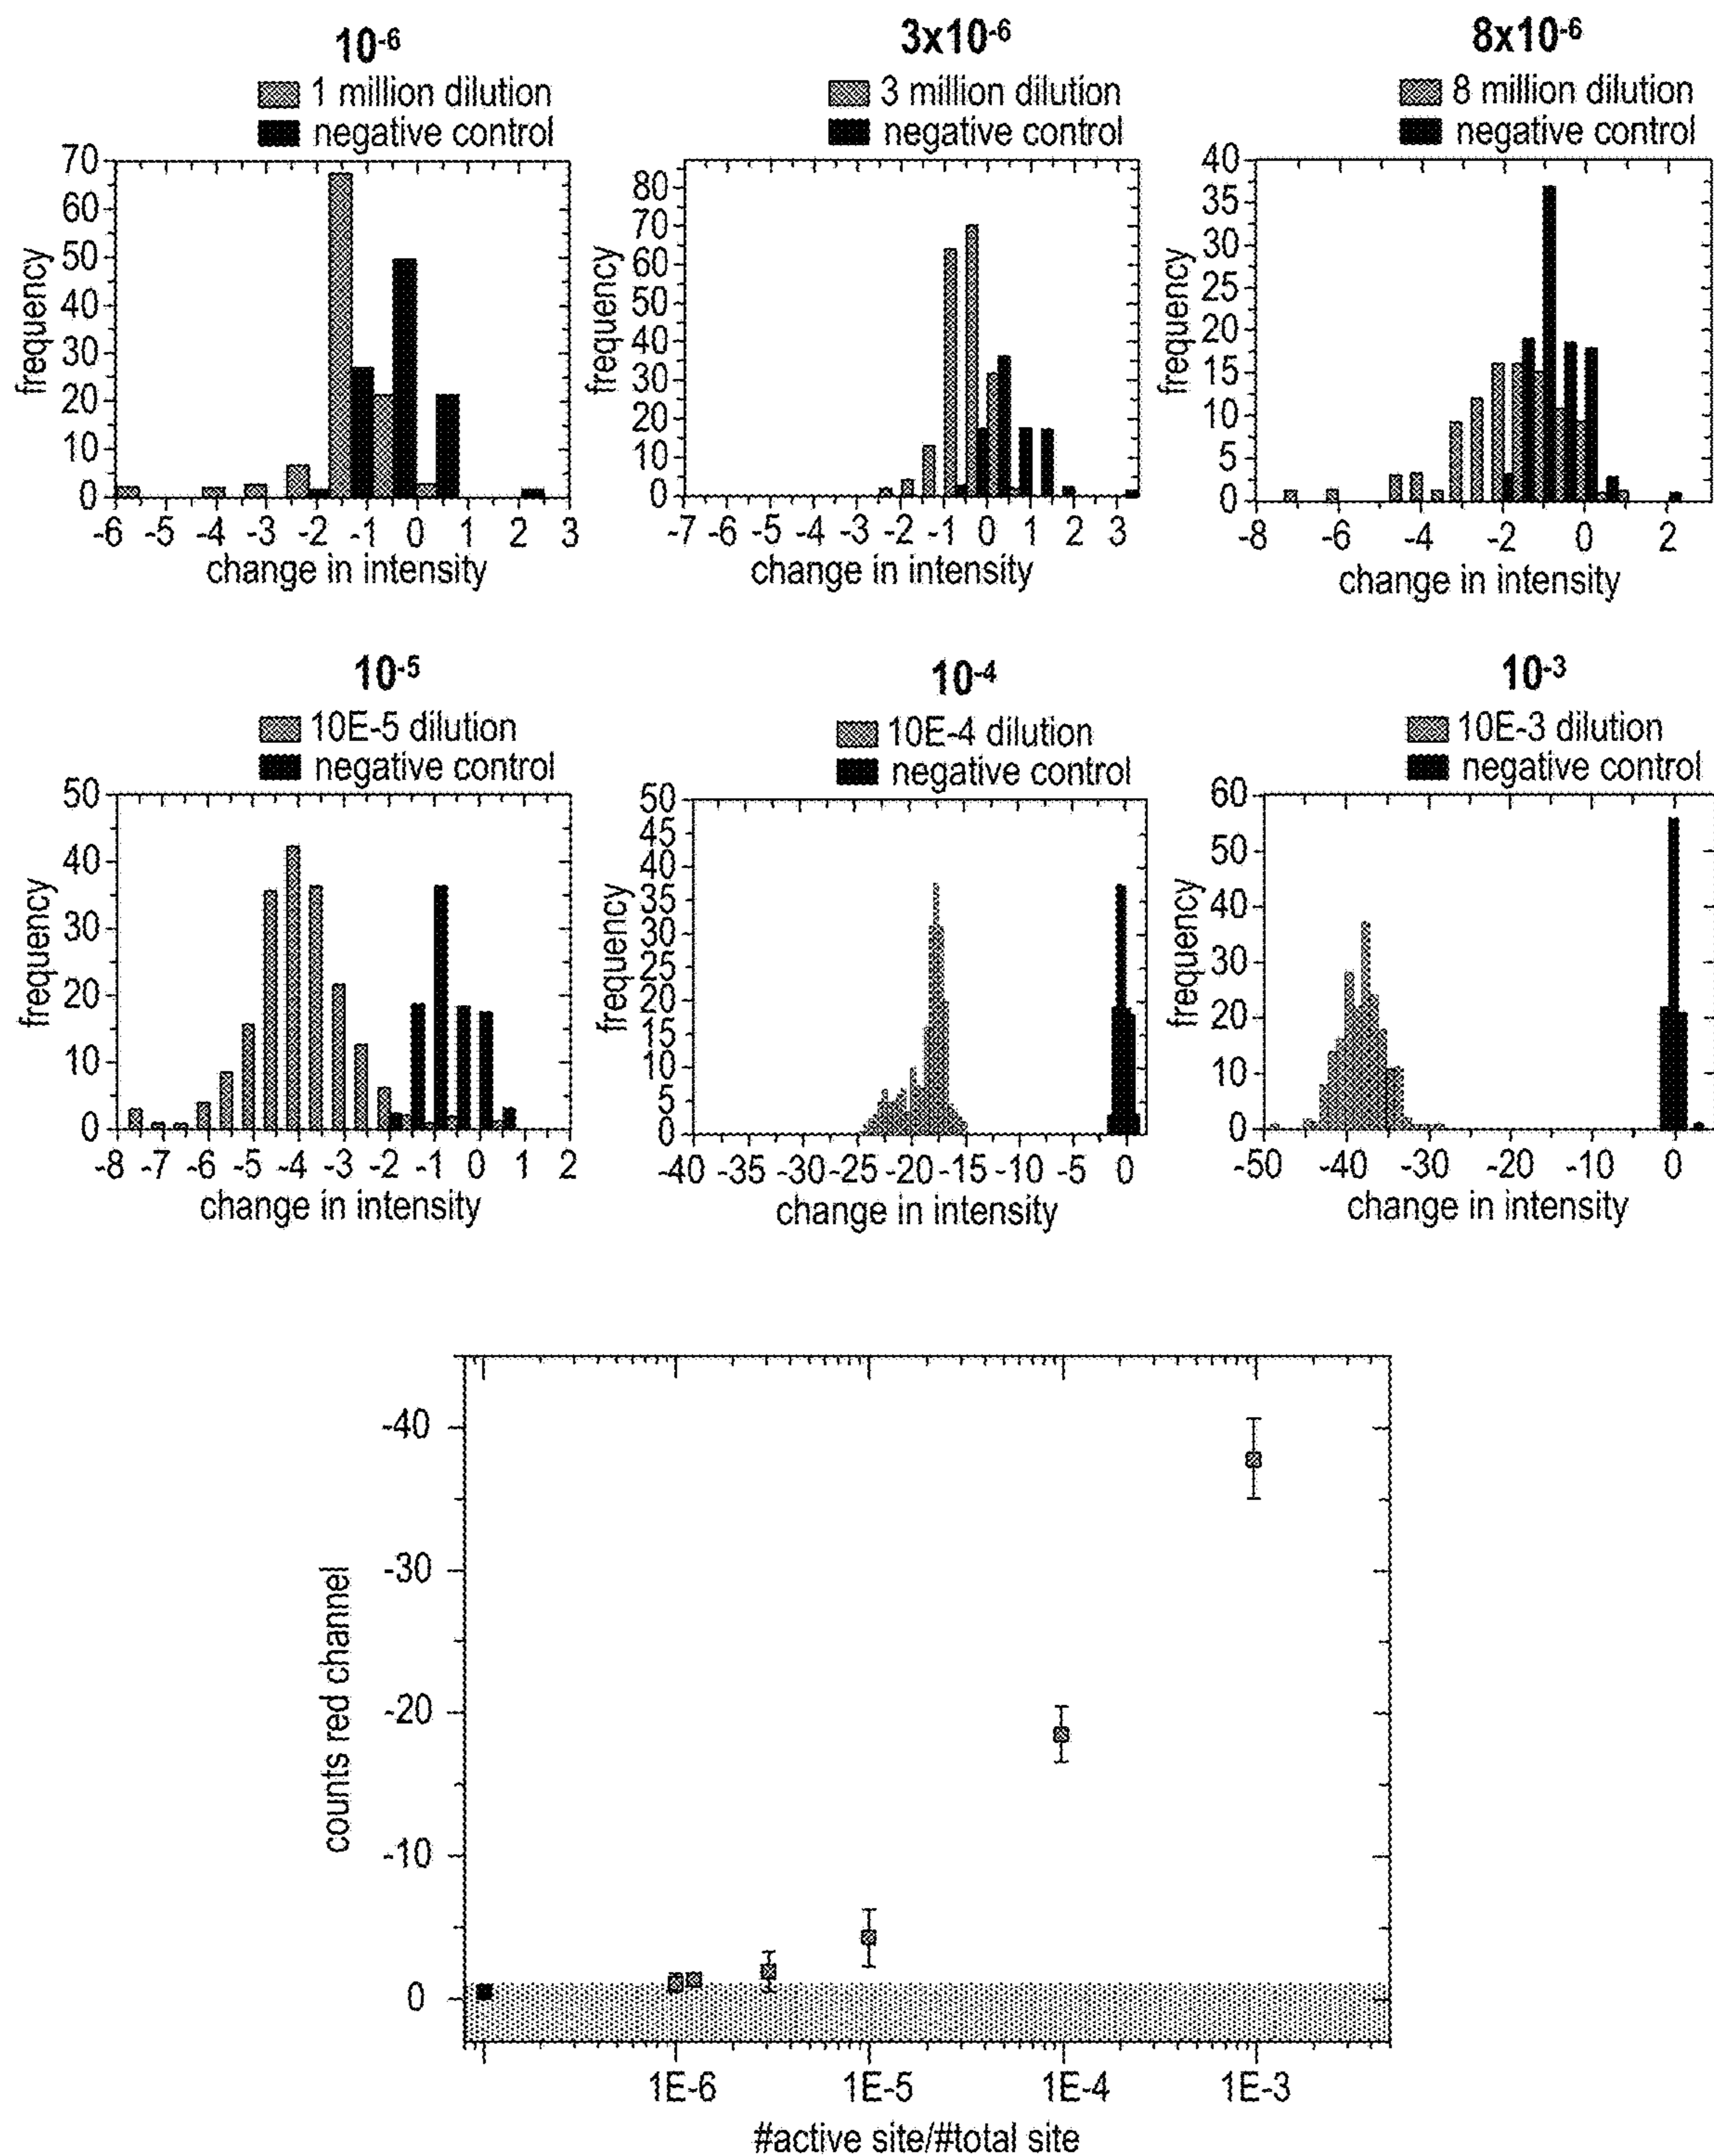 10-6
1 million dilution
negative control
70
60
50
40
30
20
10
0
frequency
-6 -5 -4 -3 -2 -1 0 1 2 3
change in intensity
3x10-6
3 million dilution
negative control
80
70
60
50
40
30
20
10
0
frequency
-7 -6 -5 -4 -3 -2 -1 0 1 2 3
change in intensity
8x10-6
8 million dilution
negative control
40
35
30
25
20
15
10
5
0
frequency
-8 -6 -4 -2 0 2
change in intensity
10-5
10E-5 dilution
negative control
50
40
30
20
10
0
frequency
-8 -7 -6 -5 -4 -3 -2 -1 0 1 2
change in intensity
10-4
10E-4 dilution
negative control
50
45
40
35
30
25
20
15
10
5
0
frequency
-40 -35 -30 -25 -20 -15 -10 -5 0
change in intensity
10-3
10E-3 dilution
negative control
60
50
40
30
20
10
0
frequency
-50 -40 -30 -20 -10 0
change in intensity
-40
-30
-20
-10
0
counts red channel
1E-6 1E-5 1E-4 1E-3
#active site/#total site